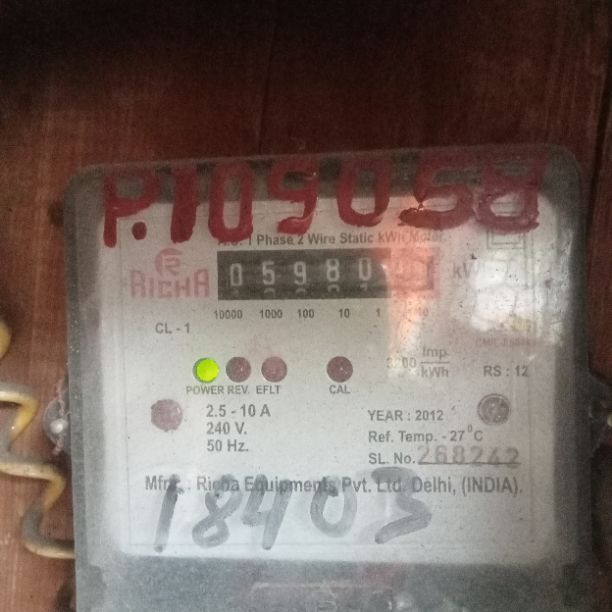 P.109058
1 Phase 2 Wire Static kWh Meter
RICHA
05980
10000 1000 100 10 1
CL - 1
Imp.
kWh
RS : 12
POWER REV. EFLT CAL
2.5 - 10 A
240 V.
50 Hz.
YEAR : 2012
Ref. Temp. - 27°C
SL. No. 268242
Richa Equipments Pvt. Ltd. Delhi, (INDIA).
18403